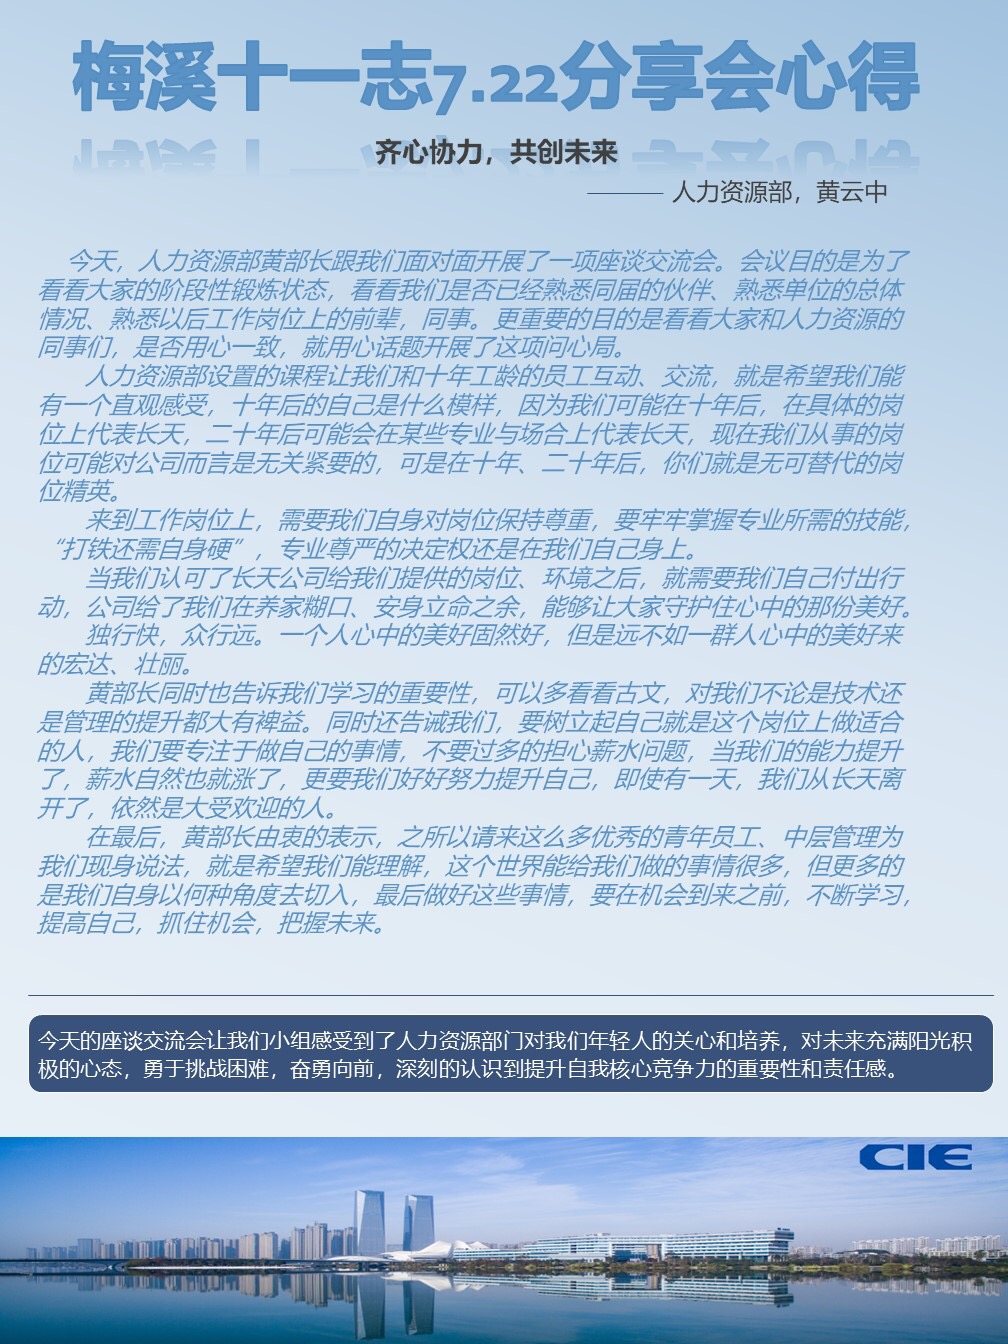 梅溪十一志7.22分享会心得
齐心协力，共创未来
——— 人力资源部，黄云中
今天，人力资源部黄部长跟我们面对面开展了一项座谈交流会。会议目的是为了
看看大家的阶段性锻炼状态，看看我们是否已经熟悉同届的伙伴、熟悉单位的总体
情况、熟悉以后工作岗位上的前辈，同事。更重要的目的是看看大家和人力资源的
同事们，是否用心一致，就用心话题开展了这项问心局。
人力资源部设置的课程让我们和十年工龄的员工互动、交流，就是希望我们能
有一个直观感受，十年后的自己是什么模样，因为我们可能在十年后，在具体的岗
位上代表长天，二十年后可能会在某些专业与场合上代表长天，现在我们从事的岗
位可能对公司而言是无关紧要的，可是在十年、二十年后，你们就是无可替代的岗
位精英。
来到工作岗位上，需要我们自身对岗位保持尊重，要牢牢掌握专业所需的技能，
“打铁还需自身硬”，专业尊严的决定权还是在我们自己身上。
当我们认可了长天公司给我们提供的岗位、环境之后，就需要我们自己付出行
动，公司给了我们在养家糊口、安身立命之余，能够让大家守护住心中的那份美好。
独行快，众行远。一个人心中的美好固然好，但是远不如一群人心中的美好来
的宏达、壮丽。
黄部长同时也告诉我们学习的重要性，可以多看看古文，对我们不论是技术还
是管理的提升都大有裨益。同时还告诫我们，要树立起自己就是这个岗位上做适合
的人，我们要专注于做自己的事情，不要过多的担心薪水问题，当我们的能力提升
了，薪水自然也就涨了，更要我们好好努力提升自己，即使有一天，我们从长天离
开了，依然是大受欢迎的人。
在最后，黄部长由衷的表示，之所以请来这么多优秀的青年员工、中层管理为
我们现身说法，就是希望我们能理解，这个世界能给我们做的事情很多，但更多的
是我们自身以何种角度去切入，最后做好这些事情，要在机会到来之前，不断学习，
提高自己，抓住机会，把握未来。
今天的座谈交流会让我们小组感受到了人力资源部门对我们年轻人的关心和培养，对未来充满阳光积
极的心态，勇于挑战困难，奋勇向前，深刻的认识到提升自我核心竞争力的重要性和责任感。
CIE